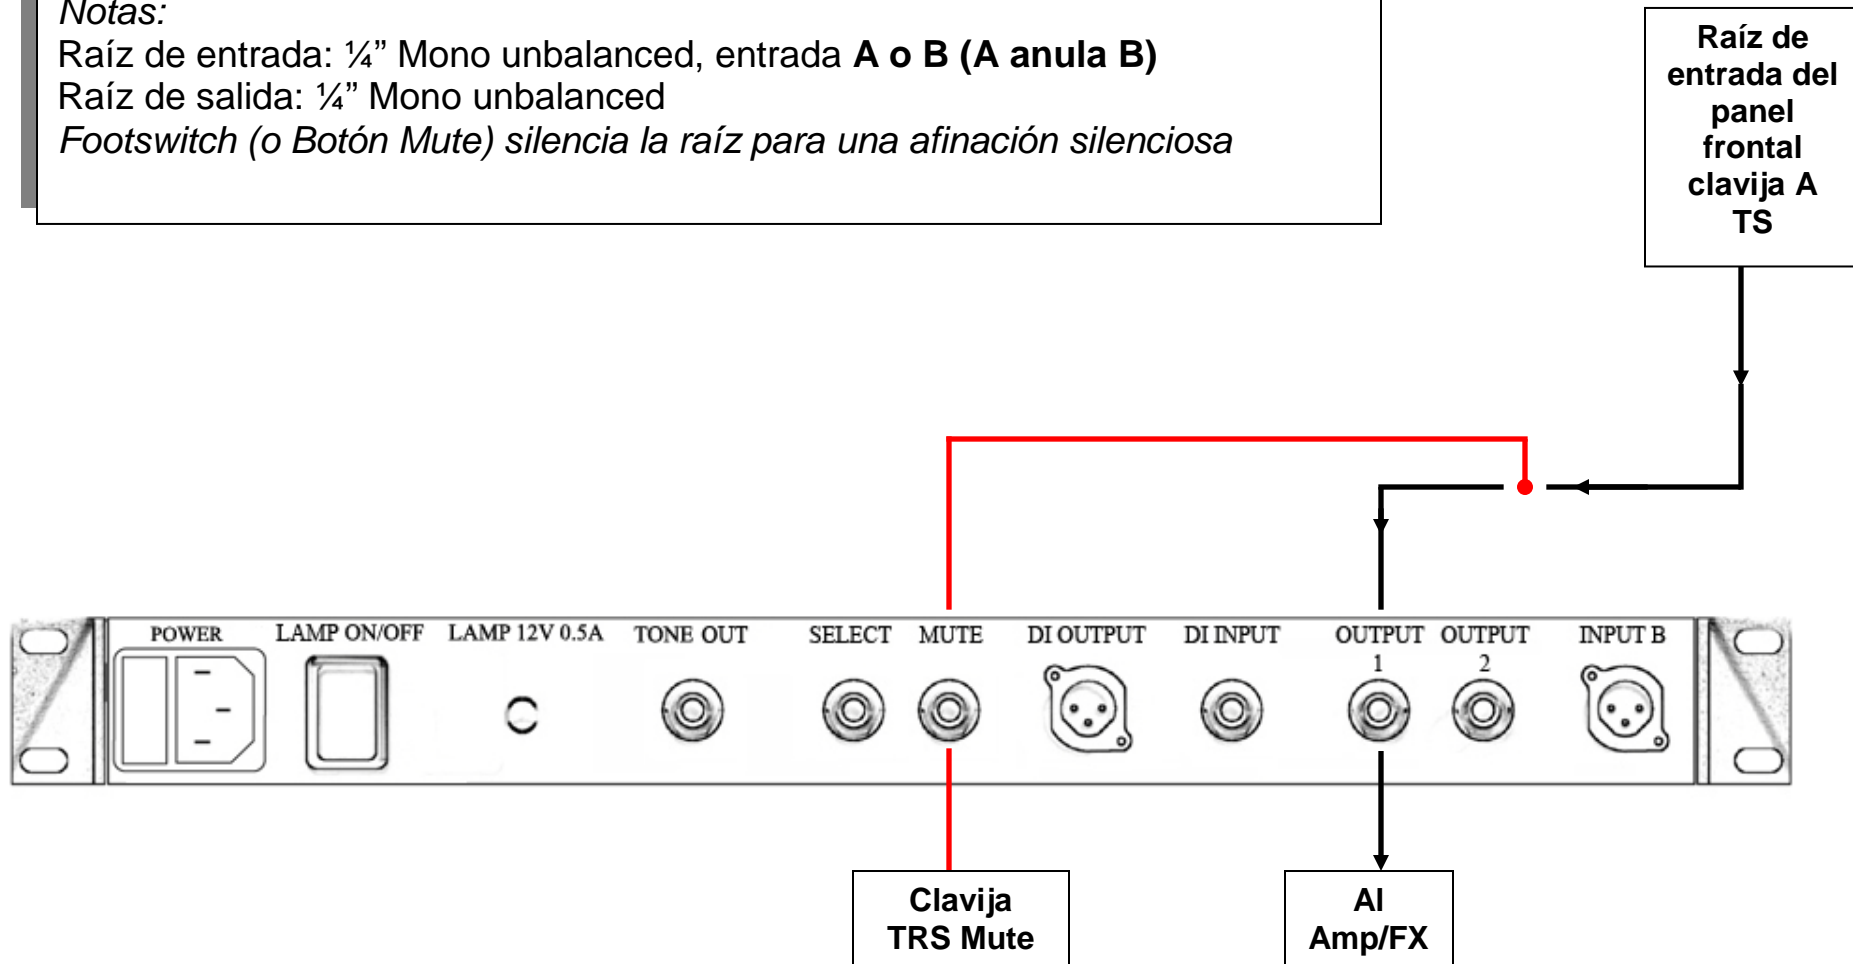 Notas:
Raíz de entrada: ¼” Mono unbalanced, entrada A o B (A anula B)
Raíz de salida: ¼” Mono unbalanced
Footswitch (o Botón Mute) silencia la raíz para una afinación silenciosa
Raíz de
entrada del
panel
frontal
clavija A
TS
POWER
LAMP ON/OFF
LAMP 12V 0.5A
TONE OUT
SELECT
MUTE
DI OUTPUT
DI INPUT
OUTPUT
1
OUTPUT
2
INPUT B
Clavija
TRS Mute
Al
Amp/FX